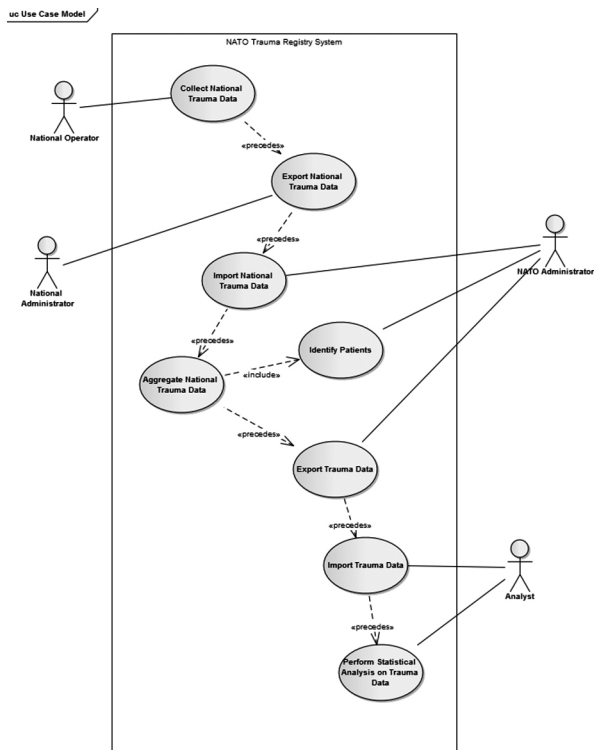 uc Use Case Model
NATO Trauma Registry System
Collect National
Trauma Data
National Operator
«precedes»
Export National
Trauma Data
«precedes»
NATO Administrator
National
Administrator
Import National
Trauma Data
«precedes»
Identify Patients
«include»
Aggregate National
Trauma Data
«precedes»
Export Trauma Data
«precedes»
Import Trauma Data
Analyst
«precedes»
Perform Statistical
Analysis on Trauma
Data